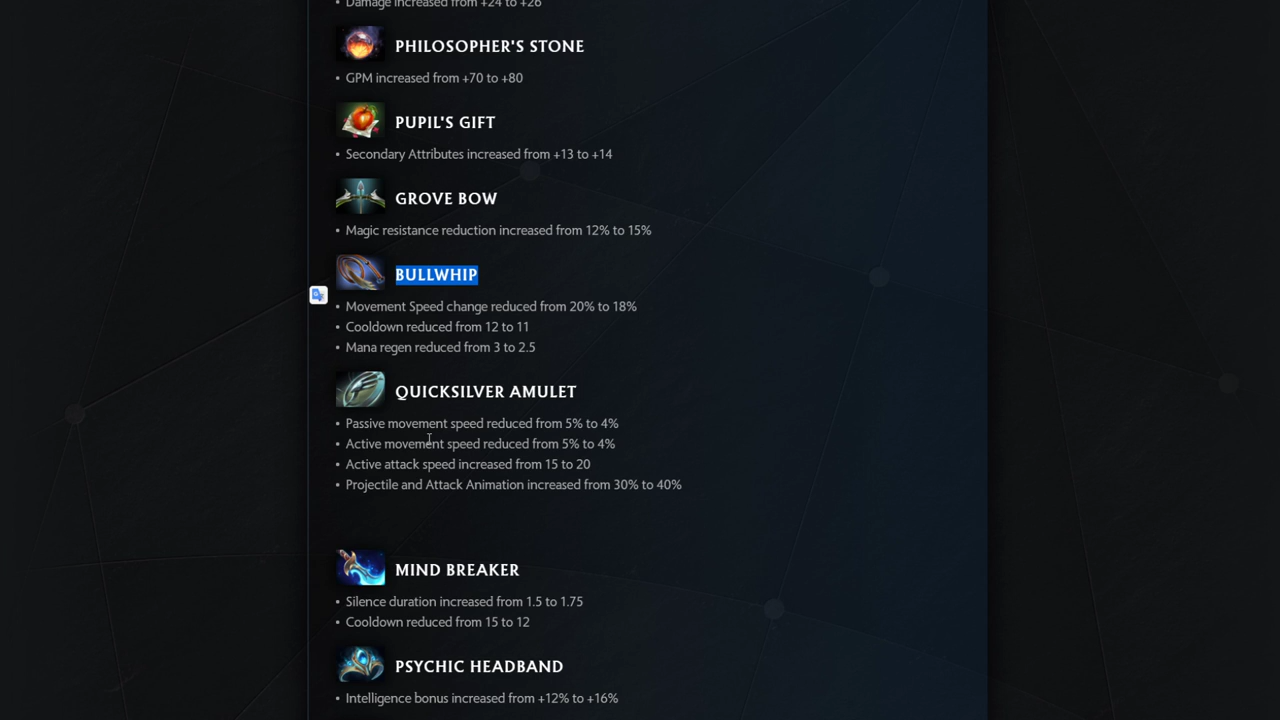 • Damage increased from +24 to +26
PHILOSOPHER'S STONE
• GPM increased from +70 to +80
PUPIL'S GIFT
• Secondary Attributes increased from +13 to +14
GROVE BOW
• Magic resistance reduction increased from 12% to 15%
BULLWHIP
• Movement Speed change reduced from 20% to 18%
• Cooldown reduced from 12 to 11
• Mana regen reduced from 3 to 2.5
QUICKSILVER AMULET
• Passive movement speed reduced from 5% to 4%
• Active movement speed reduced from 5% to 4%
• Active attack speed increased from 15 to 20
• Projectile and Attack Animation increased from 30% to 40%
MIND BREAKER
• Silence duration increased from 1.5 to 1.75
• Cooldown reduced from 15 to 12
PSYCHIC HEADBAND
• Intelligence bonus increased from +12% to +16%